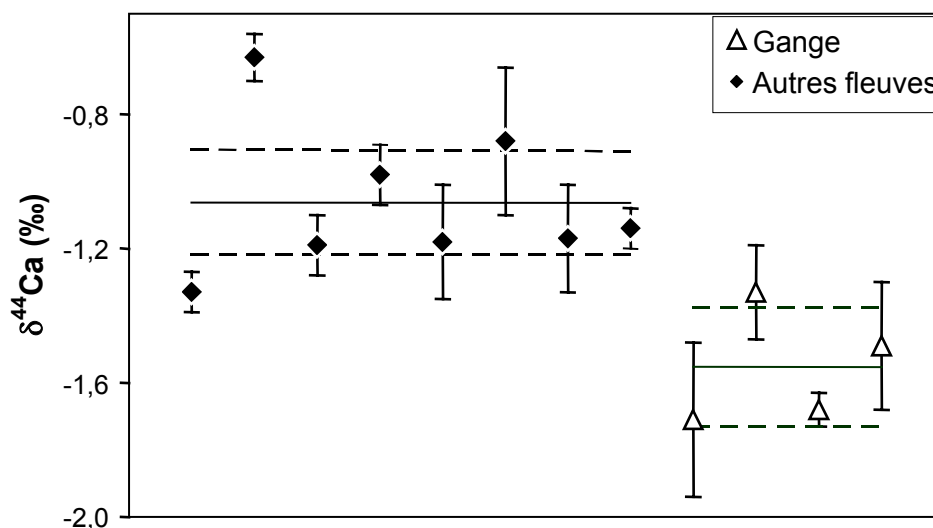 Gange
Autres fleuves
-0,8
-1,2
-1,6
-2,0
δ⁴⁴Ca (‰)